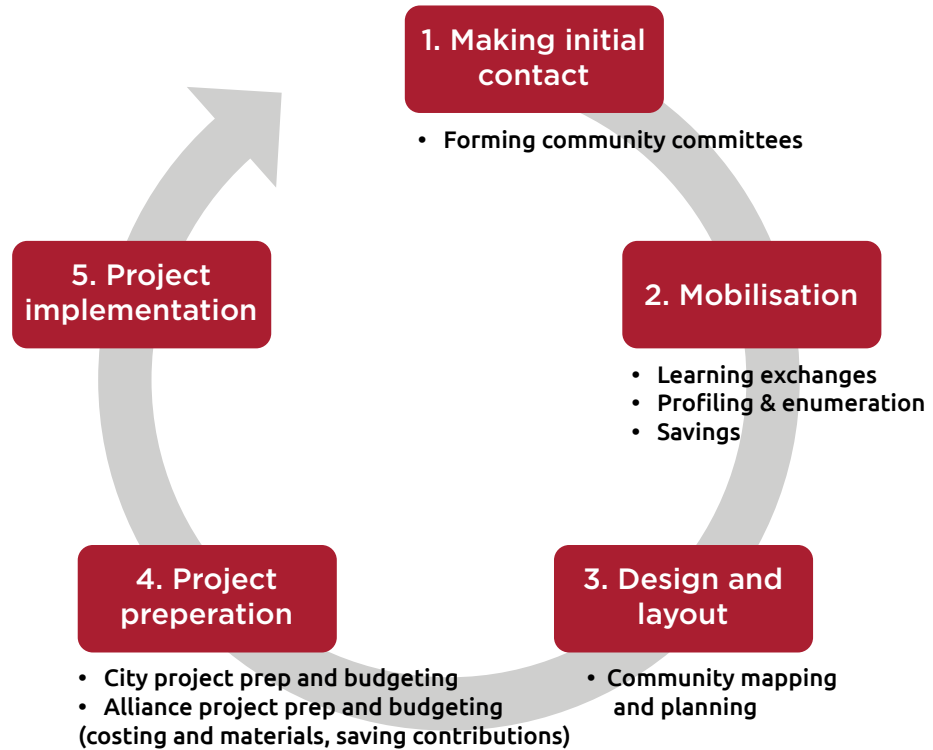 1. Making initial
contact
• Forming community committees
2. Mobilisation
• Learning exchanges
• Profiling & enumeration
• Savings
3. Design and
layout
• Community mapping
and planning
4. Project
preperation
• City project prep and budgeting
• Alliance project prep and budgeting
(costing and materials, saving contributions)
5. Project
implementation